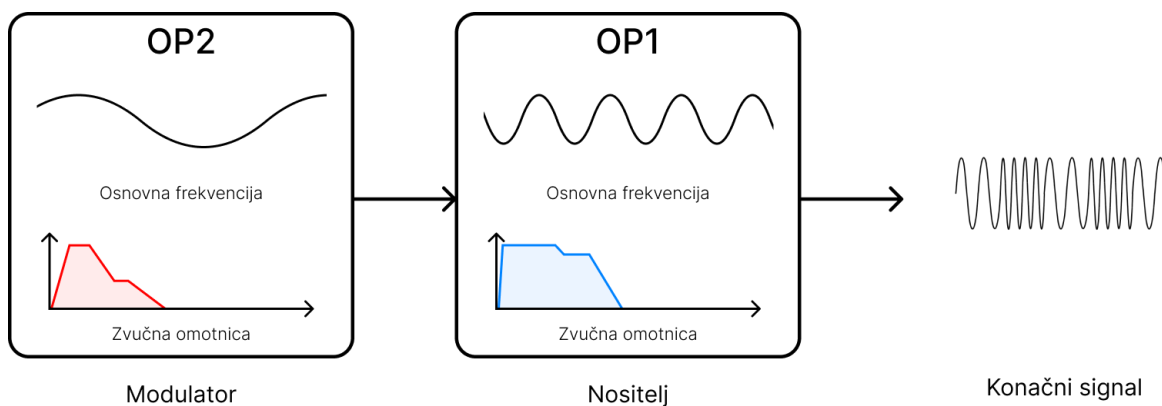 OP2
Osnovna frekvencija
Zvučna omotnica
Modulator
OP1
Osnovna frekvencija
Zvučna omotnica
Nositelj
Konačni signal